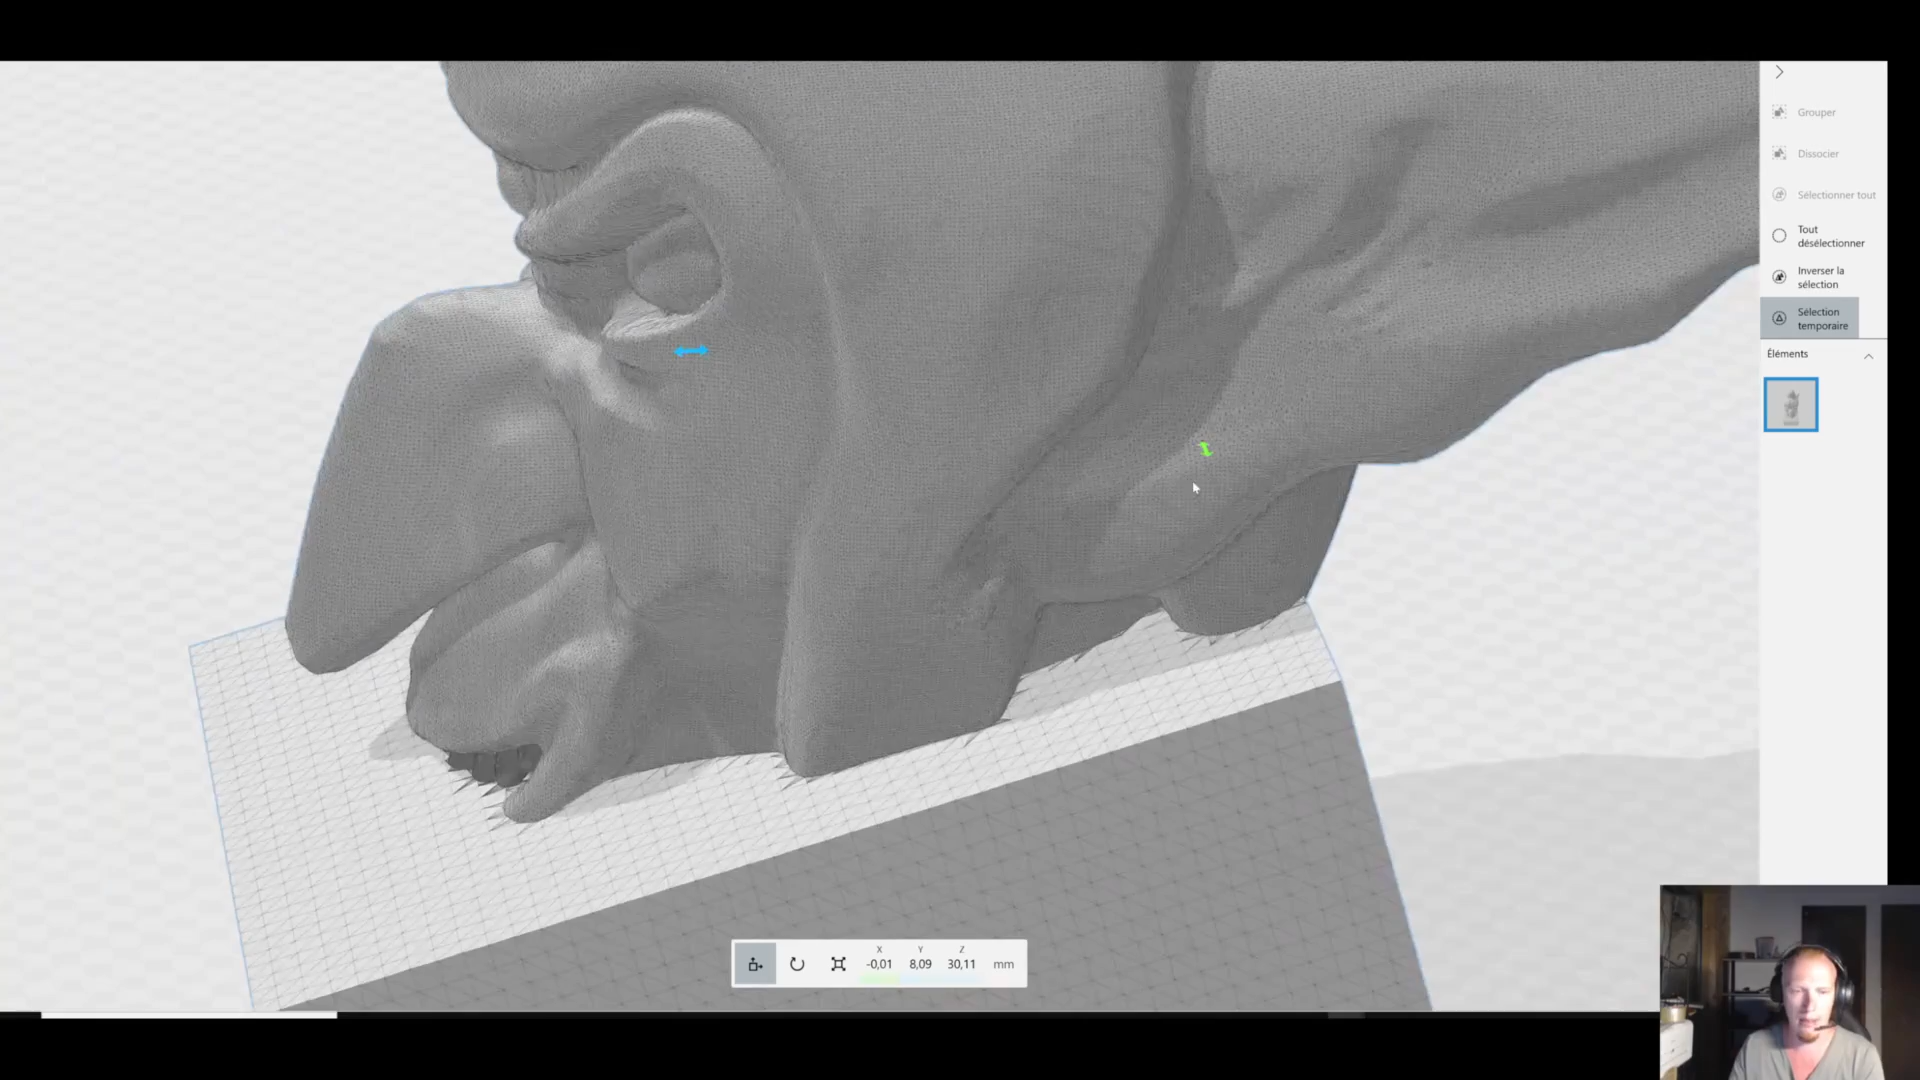 Grouper
Dissocier
Sélectionner tout
Tout
désélectionner
Inverser la
sélection
Sélection
temporaire
Éléments
X Y Z
-0,01 8,09 30,11 mm